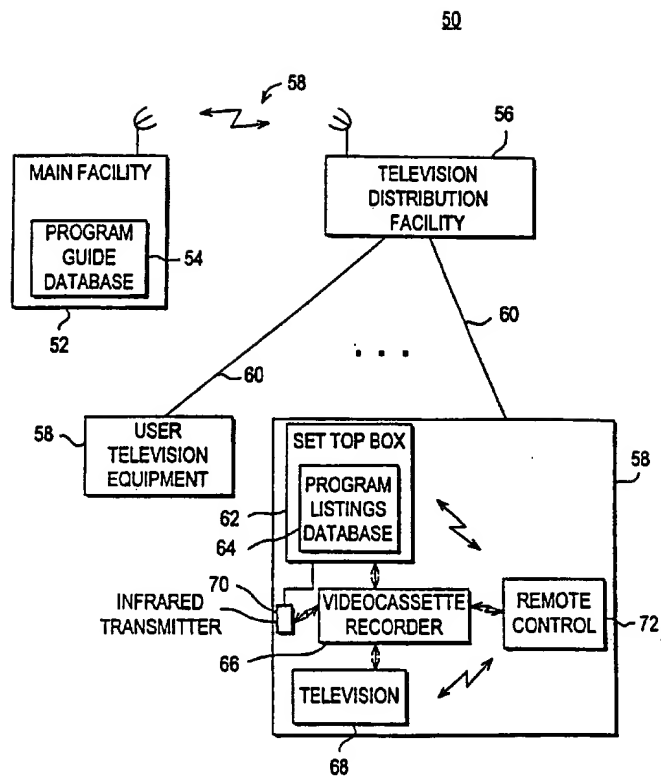 50
58
56
MAIN FACILITY
TELEVISION
DISTRIBUTION
FACILITY
PROGRAM
GUIDE
DATABASE
54
52
60
60
. . .
58
USER
TELEVISION
EQUIPMENT
SET TOP BOX
58
PROGRAM
LISTINGS
DATABASE
62
64
70
INFRARED
TRANSMITTER
VIDEOCASSETTE
RECORDER
REMOTE
CONTROL
72
66
TELEVISION
68